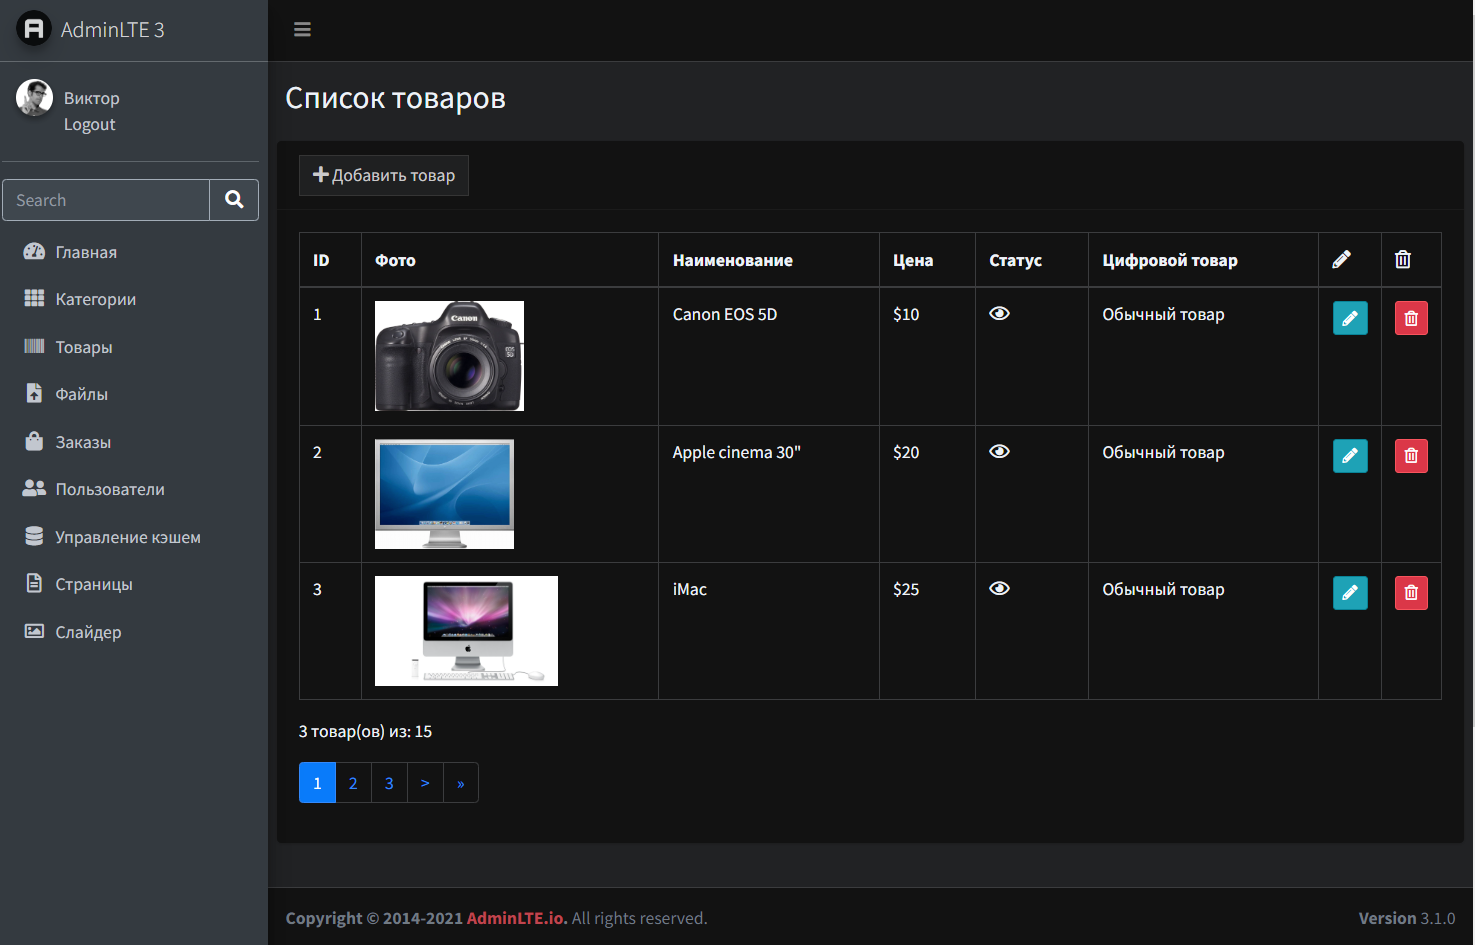 AdminLTE 3
Виктор
Logout
Search
Главная
Категории
Товары
Файлы
Заказы
Пользователи
Управление кэшем
Страницы
Слайдер
Список товаров
Добавить товар
ID Фото Наименование Цена Статус Цифровой товар
1 Canon EOS 5D $10 Обычный товар
Canon
2 Apple cinema 30" $20 Обычный товар
3 iMac $25 Обычный товар
3 товар(ов) из: 15
1 2 3 > »
Copyright © 2014-2021 AdminLTE.io. All rights reserved.
Version 3.1.0